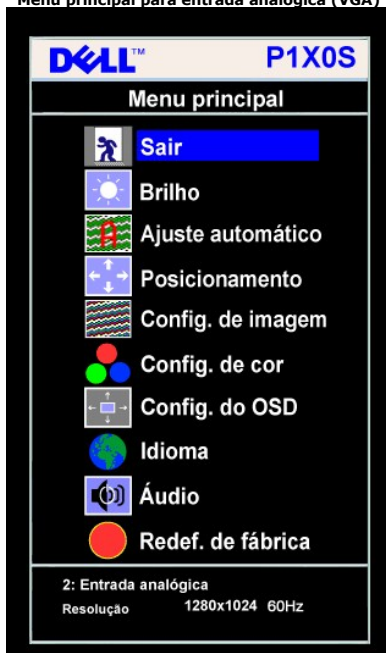 Menu principal para entrada analógica (VGA)
DELL™ P1X0S
Menu principal
Sair
Brilho
Ajuste automático
Posicionamento
Config. de imagem
Config. de cor
Config. do OSD
Idioma
Áudio
Redef. de fábrica
2: Entrada analógica
Resolução 1280x1024 60Hz